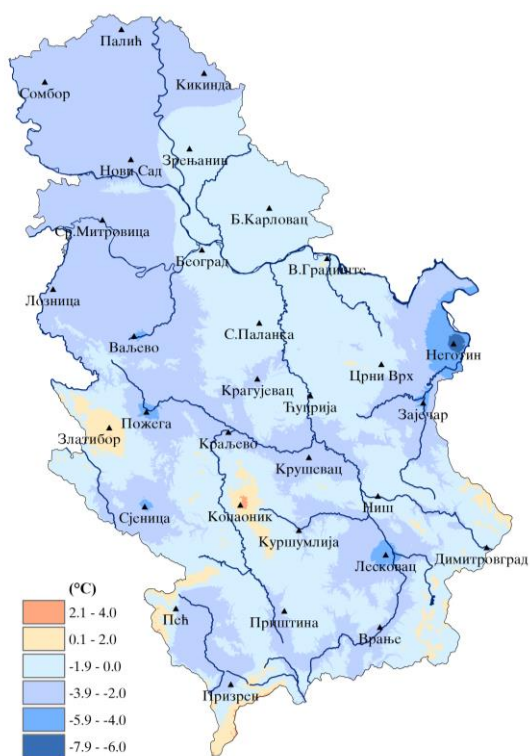 Палић
Кикинда
Сомбор
Зрењанин
Нови Сад
Б.Карловац
Ср.Митровица
Београд
В.Градиште
Лозница
С.Паланка
Ваљево
Неготин
Црни Врх
Крагујевац
Ћуприја
Зајечар
Пожега
Златибор
Краљево
Крушевац
Ниш
Сјеница
Копаоник
Куршумлија
Димитровград
Лесковац
(°C)
2.1 - 4.0
0.1 - 2.0
-1.9 - 0.0
-3.9 - -2.0
-5.9 - -4.0
-7.9 - -6.0
Пећ
Приштина
Врање
Призрен